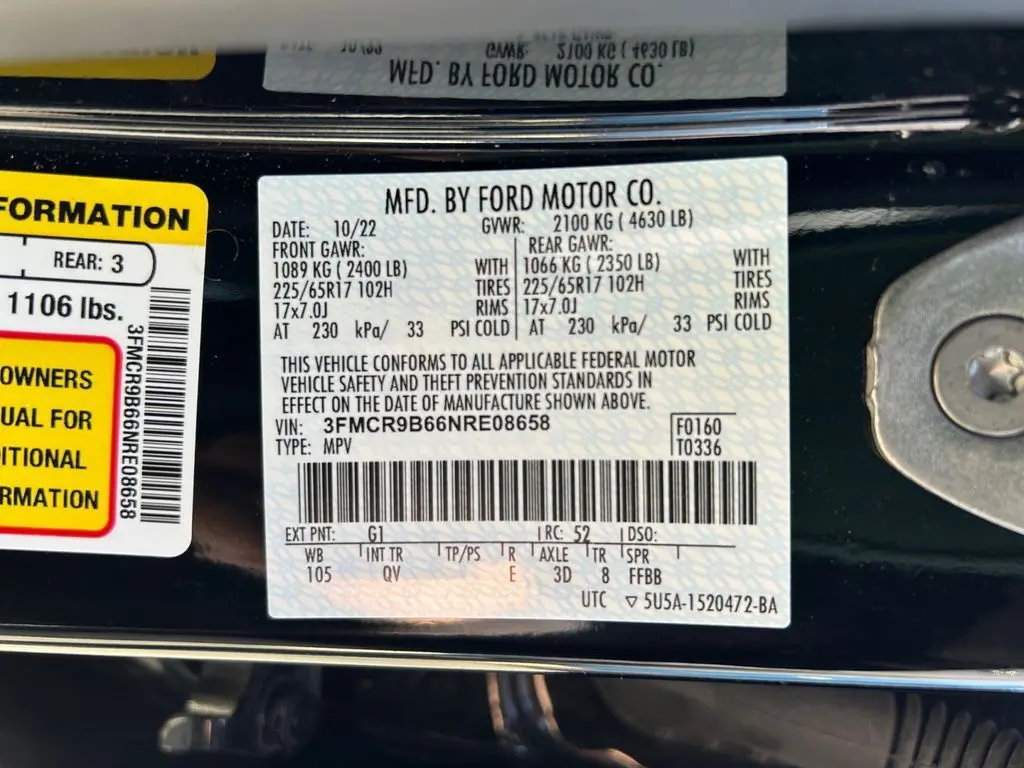 GAWR: 2100 KG ( 4630 LB)
MFD. BY FORD MOTOR CO.
FORMATION
REAR: 3
1106 lbs.
3FMCR9B66NRE08658
OWNERS
UAL FOR
ITIONAL
RMATION
MFD. BY FORD MOTOR CO.
DATE: 10/22 GVWR: 2100 KG ( 4630 LB)
FRONT GAWR: REAR GAWR:
1089 KG ( 2400 LB) WITH 1066 KG ( 2350 LB) WITH
225/65R17 102H TIRES 225/65R17 102H TIRES
17x7.0J RIMS 17x7.0J RIMS
AT 230 kPa/ 33 PSI COLD AT 230 kPa/ 33 PSI COLD
THIS VEHICLE CONFORMS TO ALL APPLICABLE FEDERAL MOTOR
VEHICLE SAFETY AND THEFT PREVENTION STANDARDS IN
EFFECT ON THE DATE OF MANUFACTURE SHOWN ABOVE.
VIN: 3FMCR9B66NRE08658 F0160
TYPE: MPV T0336
EXT PNT: G1 RC: 52 DSO:
WB INT TR TP/PS R AXLE TR SPR
105 QV E 3D 8 FFBB
UTC ▽ 5U5A-1520472-BA